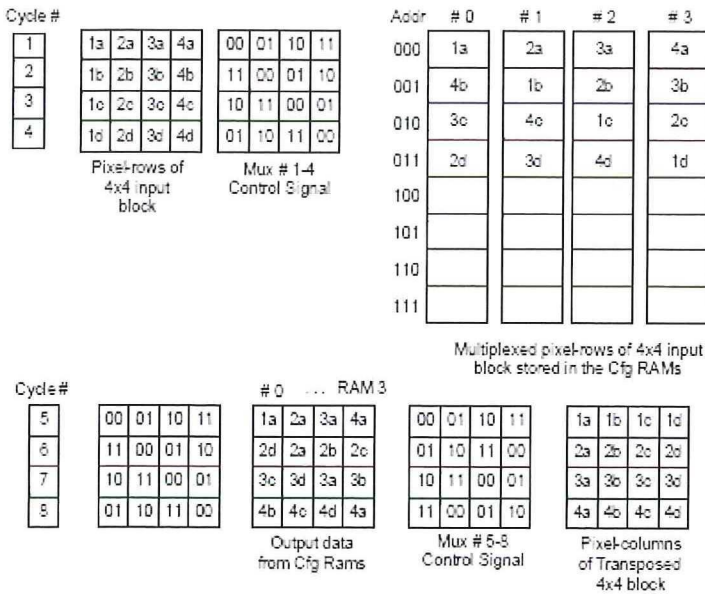 Cycle #
1 1a 2a 3a 4a 00 01 10 11
2 1b 2b 3b 4b 11 00 01 10
3 1c 2c 3c 4c 10 11 00 01
4 1d 2d 3d 4d 01 10 11 00
Pixel-rows of
4x4 input
block
Mux # 1-4
Control Signal
Addr # 0 # 1 # 2 # 3
000 1a 2a 3a 4a
001 4b 1b 2b 3b
010 3c 4c 1c 2c
011 2d 3d 4d 1d
100
101
110
111
Multiplexed pixel-rows of 4x4 input
block stored in the Cfg RAMs
Cycle # # 0 ... RAM 3
5 00 01 10 11 1a 2a 3a 4a 00 01 10 11 1a 1b 1c 1d
6 11 00 01 10 2d 2a 2b 2c 01 10 11 00 2a 2b 2c 2d
7 10 11 00 01 3c 3d 3a 3b 10 11 00 01 3a 3b 3c 3d
8 01 10 11 00 4b 4c 4d 4a 11 00 01 10 4a 4b 4c 4d
Output data
from Cfg Rams
Mux # 5-8
Control Signal
Pixel-columns
of Transposed
4x4 block